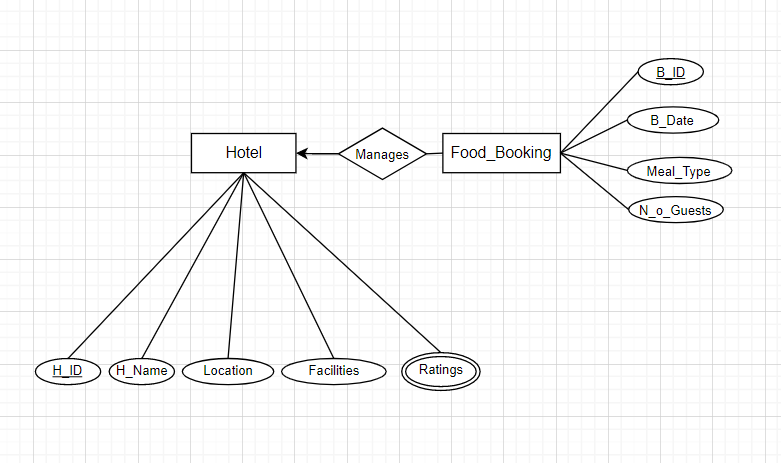 B_ID
B_Date
Hotel
Manages
Food_Booking
Meal_Type
N_o_Guests
H_ID
H_Name
Location
Facilities
Ratings